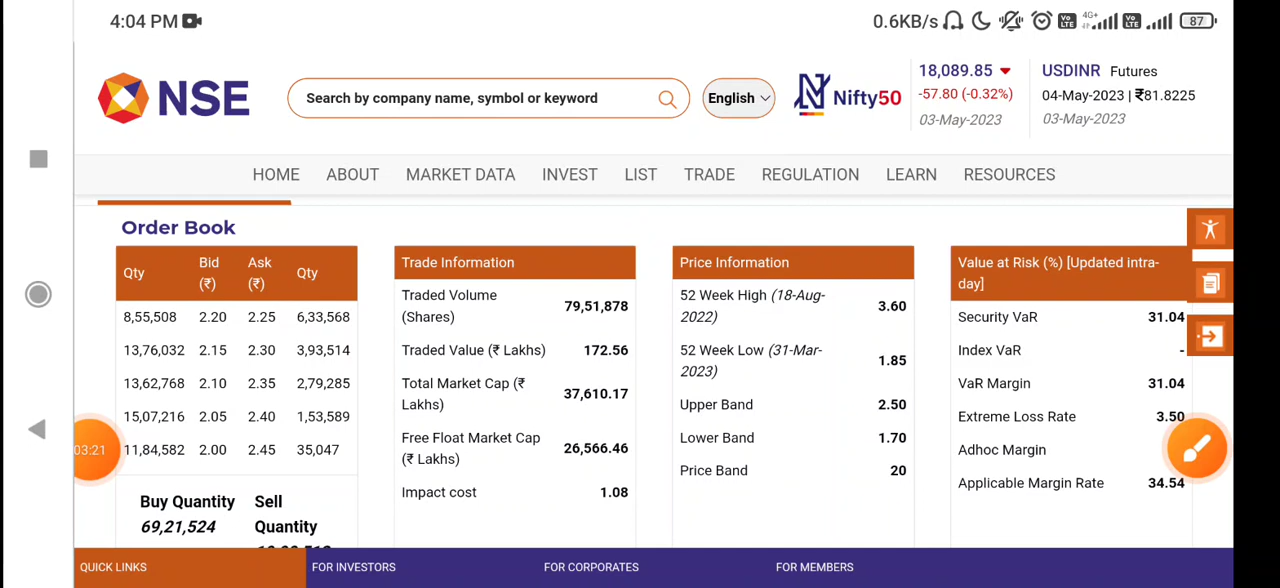 4:04 PM 0.6KB/s 4G+ Vo LTE Vo LTE 87
NSE
Search by company name, symbol or keyword
English
Nifty50
18,089.85
-57.80 (-0.32%)
03-May-2023
USDINR Futures
04-May-2023 | ₹81.8225
03-May-2023
HOME ABOUT MARKET DATA INVEST LIST TRADE REGULATION LEARN RESOURCES
Order Book
Qty Bid (₹) Ask (₹) Qty
8,55,508 2.20 2.25 6,33,568
13,76,032 2.15 2.30 3,93,514
13,62,768 2.10 2.35 2,79,285
15,07,216 2.05 2.40 1,53,589
11,84,582 2.00 2.45 35,047
Buy Quantity
69,21,524
Sell
Quantity
03:21
Trade Information
Traded Volume
(Shares) 79,51,878
Traded Value (₹ Lakhs) 172.56
Total Market Cap (₹
Lakhs) 37,610.17
Free Float Market Cap
(₹ Lakhs) 26,566.46
Impact cost 1.08
Price Information
52 Week High (18-Aug-
2022) 3.60
52 Week Low (31-Mar-
2023) 1.85
Upper Band 2.50
Lower Band 1.70
Price Band 20
Value at Risk (%) [Updated intra-
day]
Security VaR 31.04
Index VaR -
VaR Margin 31.04
Extreme Loss Rate 3.50
Adhoc Margin
Applicable Margin Rate 34.54
QUICK LINKS FOR INVESTORS FOR CORPORATES FOR MEMBERS